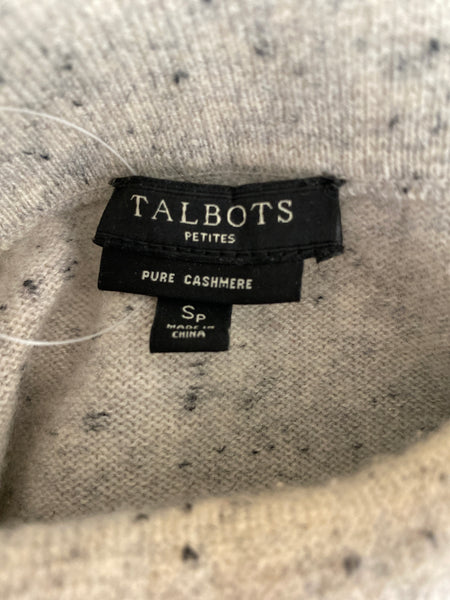 TALBOTS
PETITES
PURE CASHMERE
SP
MADE IN
CHINA